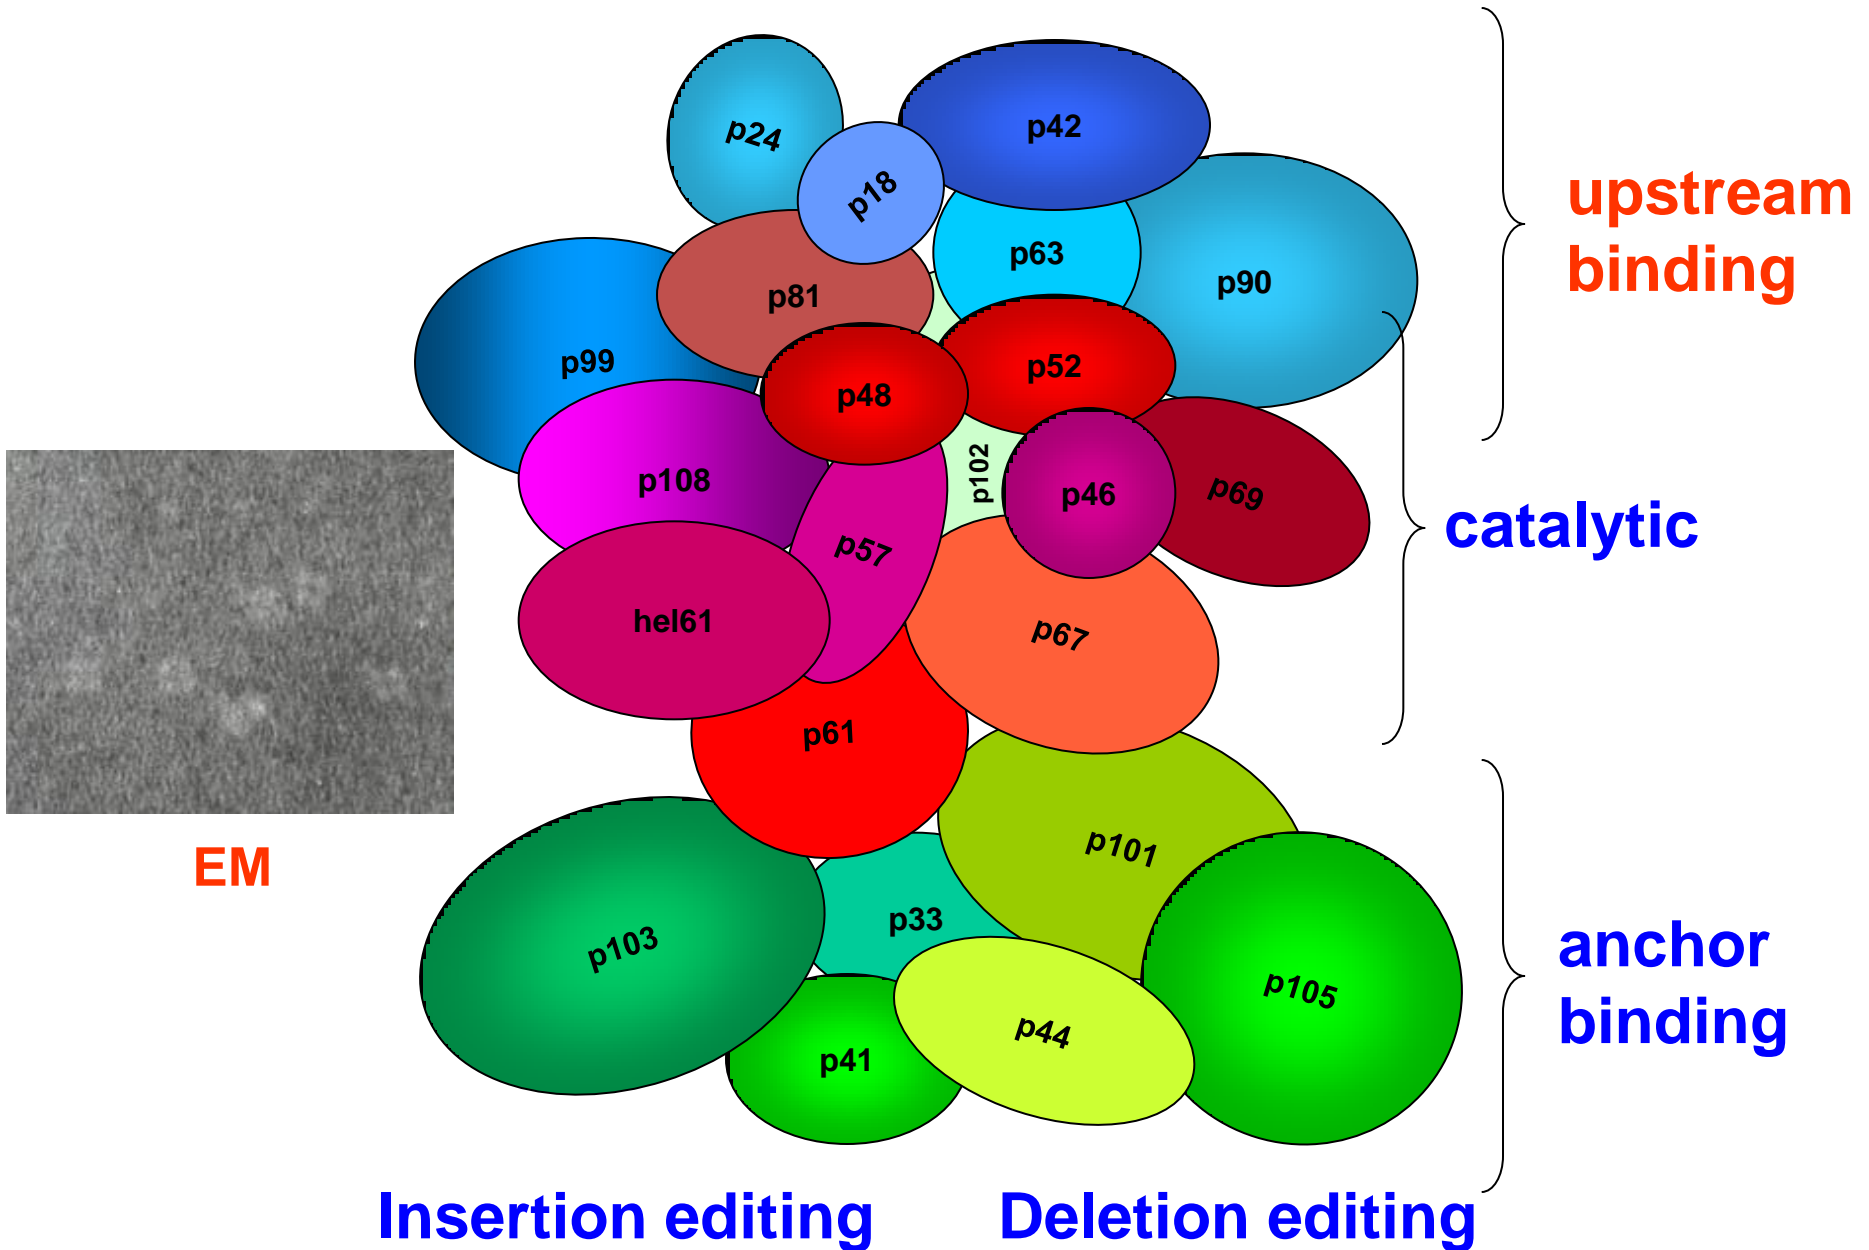 p24
p42
p18
upstream
binding
p63
p90
p81
p99
p52
p48
p102
p108
p46
p69
catalytic
p57
hel61
p67
p61
p101
EM
p33
p103
anchor
binding
p105
p44
p41
Insertion editing
Deletion editing